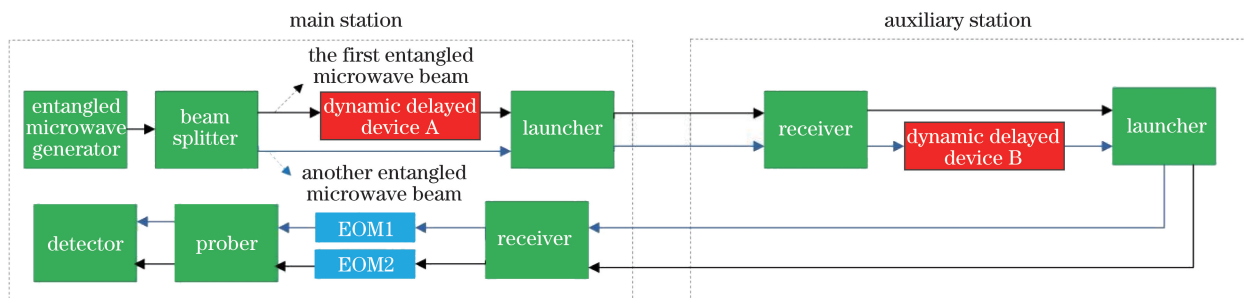 main station
auxiliary station
the first entangled
microwave beam
entangled
microwave
generator
beam
splitter
dynamic delayed
device A
launcher
receiver
dynamic delayed
device B
launcher
another entangled
microwave beam
detector
prober
EOM1
EOM2
receiver